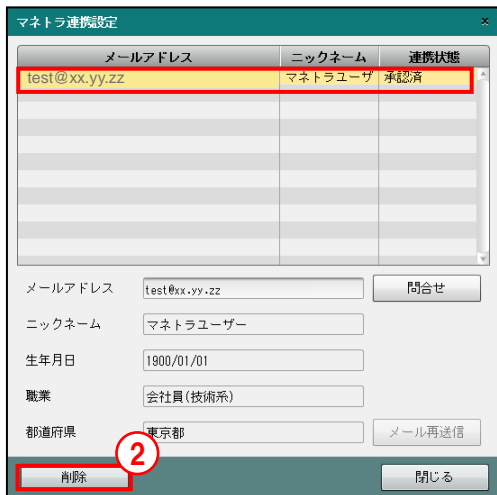 マネトラ連携設定 ×
メールアドレス ニックネーム 連携状態
test@xx.yy.zz マネトラユーザ 承認済
メールアドレス test@xx.yy.zz 問合せ
ニックネーム マネトラユーザー
生年月日 1900/01/01
職業 会社員(技術系)
都道府県 東京都 メール再送信
②
削除 閉じる